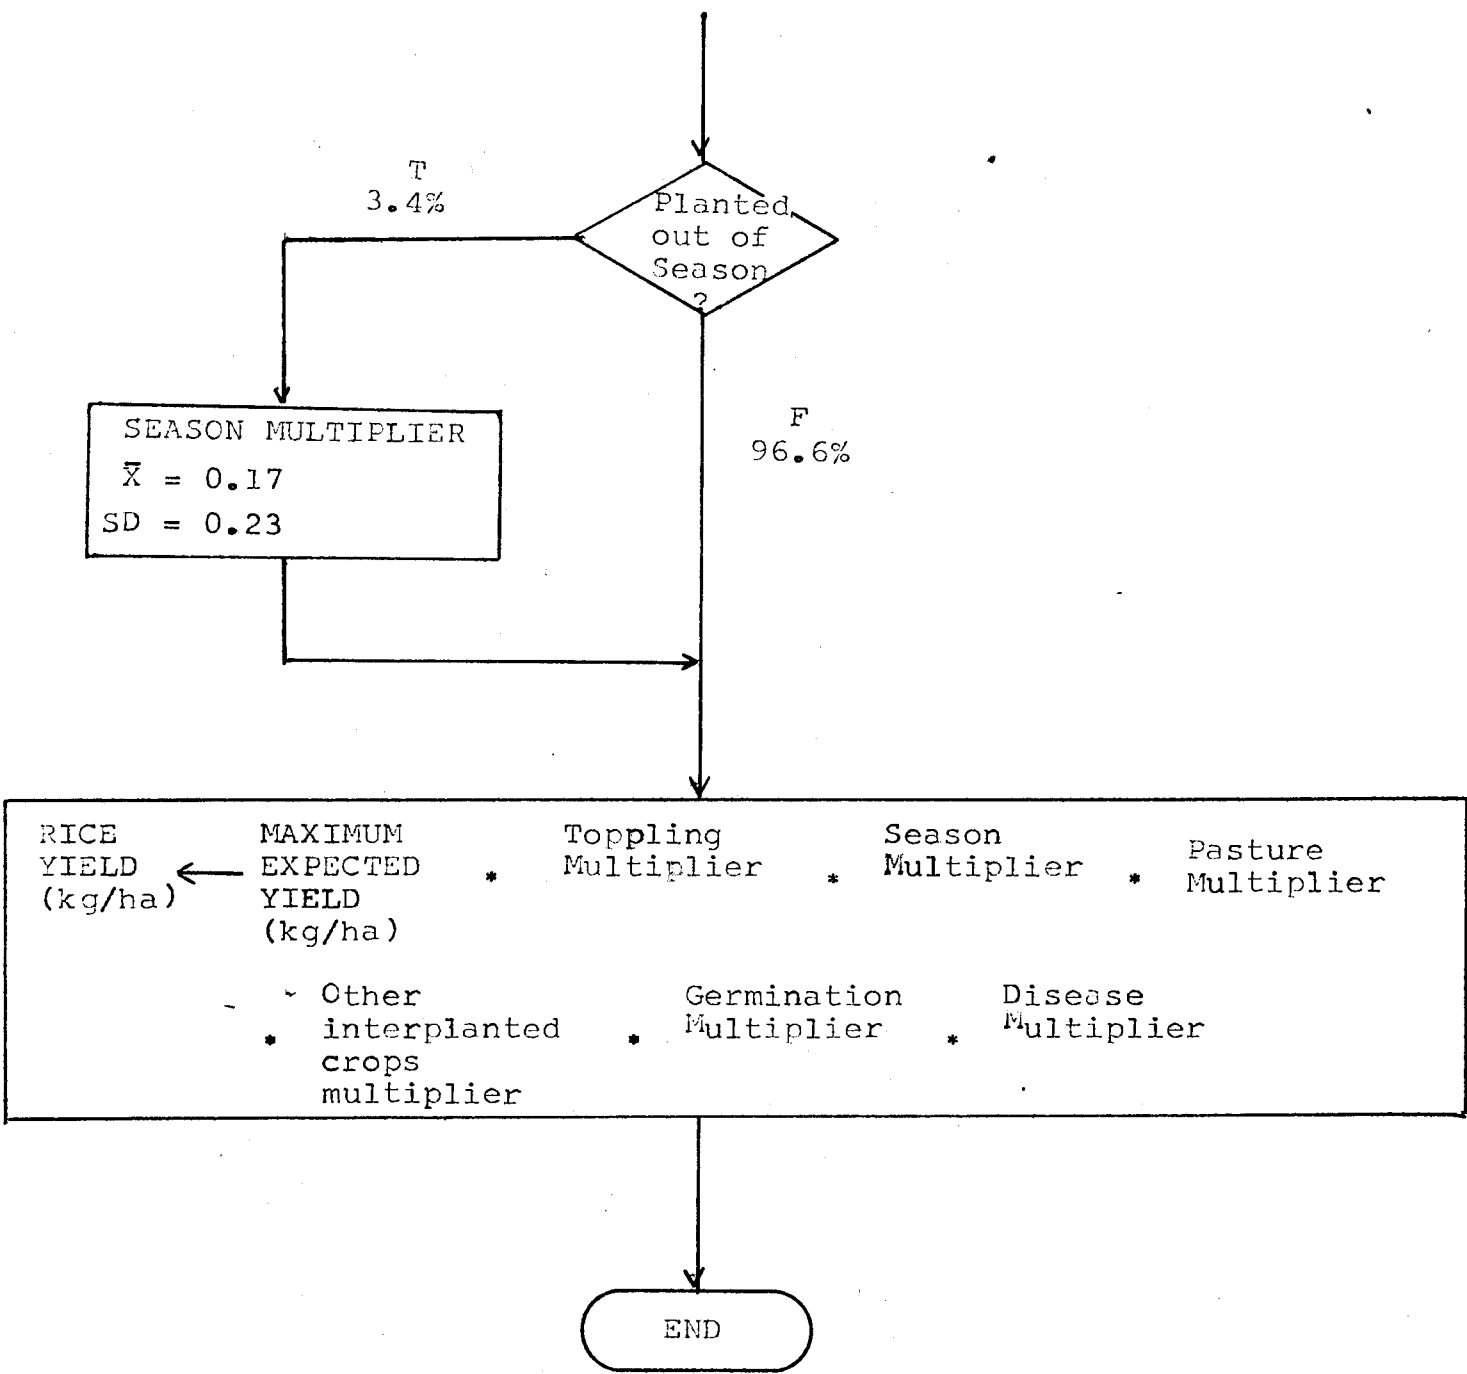 T
3.4%
Planted
out of
Season
?
SEASON MULTIPLIER
X̄ = 0.17
SD = 0.23
F
96.6%
RICE
YIELD
(kg/ha)
MAXIMUM
EXPECTED
YIELD
(kg/ha)
*
Toppling
Multiplier
*
Season
Multiplier
*
Pasture
Multiplier
*
Other
interplanted
crops
multiplier
*
Germination
Multiplier
*
Disease
Multiplier
END